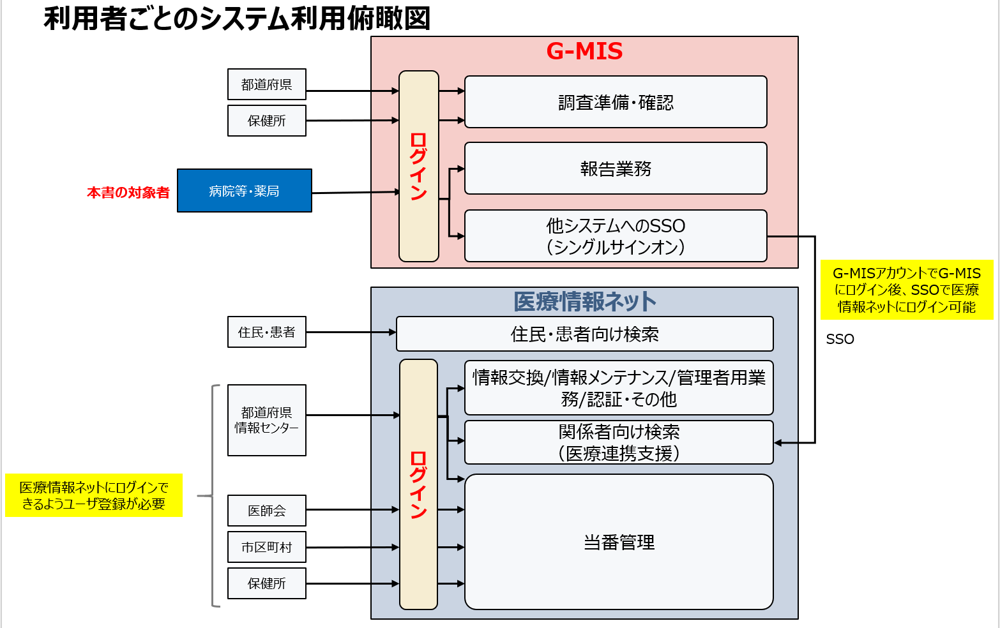 利用者ごとのシステム利用俯瞰図
G-MIS
都道府県
保健所
本書の対象者
病院等・薬局
ログイン
調査準備・確認
報告業務
他システムへのSSO
（シングルサインオン）
G-MISアカウントでG-MIS
にログイン後、SSOで医療
情報ネットにログイン可能
SSO
医療情報ネット
住民・患者
住民・患者向け検索
都道府県
情報センター
医療情報ネットにログインで
きるようユーザ登録が必要
医師会
市区町村
保健所
ログイン
情報交換/情報メンテナンス/管理者用業
務/認証・その他
関係者向け検索
（医療連携支援）
当番管理